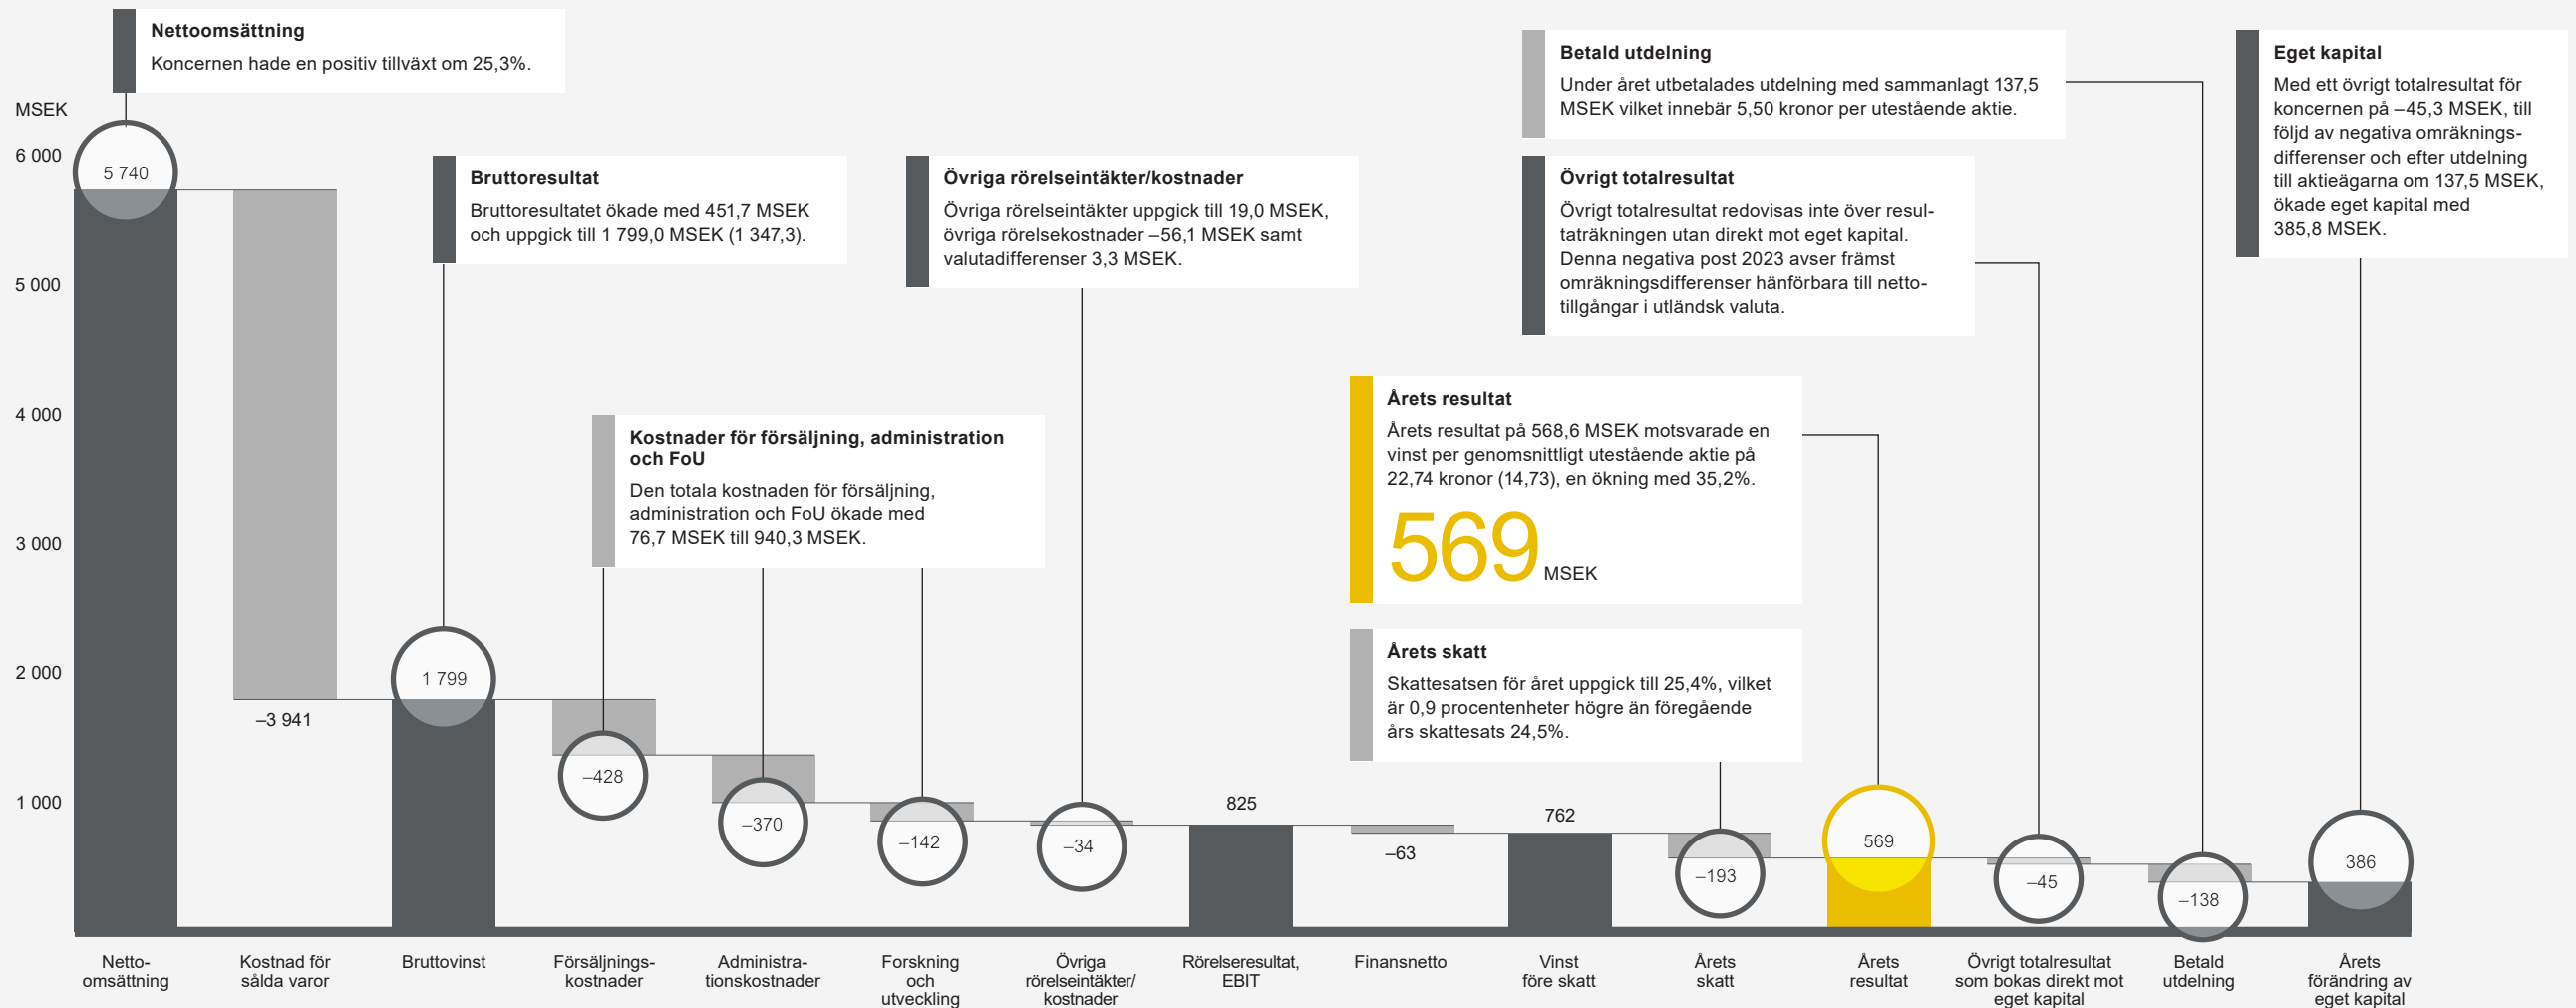 Nettoomsättning
Koncernen hade en positiv tillväxt om 25,3%.
Betald utdelning
Under året utbetalades utdelning med sammanlagt 137,5
MSEK vilket innebär 5,50 kronor per utestående aktie.
Eget kapital
Med ett övrigt totalresultat för
koncernen på –45,3 MSEK, till
följd av negativa omräknings-
differenser och efter utdelning
till aktieägarna om 137,5 MSEK,
ökade eget kapital med
385,8 MSEK.
Bruttoresultat
Bruttoresultatet ökade med 451,7 MSEK
och uppgick till 1 799,0 MSEK (1 347,3).
Övriga rörelseintäkter/kostnader
Övriga rörelseintäkter uppgick till 19,0 MSEK,
övriga rörelsekostnader –56,1 MSEK samt
valutadifferenser 3,3 MSEK.
Övrigt totalresultat
Övrigt totalresultat redovisas inte över resul-
taträkningen utan direkt mot eget kapital.
Denna negativa post 2023 avser främst
omräkningsdifferenser hänförbara till netto-
tillgångar i utländsk valuta.
Kostnader för försäljning, administration
och FoU
Den totala kostnaden för försäljning,
administration och FoU ökade med
76,7 MSEK till 940,3 MSEK.
Årets resultat
Årets resultat på 568,6 MSEK motsvarade en
vinst per genomsnittligt utestående aktie på
22,74 kronor (14,73), en ökning med 35,2%.
569 MSEK
Årets skatt
Skattesatsen för året uppgick till 25,4%, vilket
är 0,9 procentenheter högre än föregående
års skattesats 24,5%.
MSEK
6 000
5 000
4 000
3 000
2 000
1 000
5 740
–3 941
1 799
–428
–370
–142
–34
825
–63
762
–193
569
–45
–138
386
Netto-
omsättning
Kostnad för
sålda varor
Bruttovinst
Försäljnings-
kostnader
Administra-
tionskostnader
Forskning
och
utveckling
Övriga
rörelseintäkter/
kostnader
Rörelseresultat,
EBIT
Finansnetto
Vinst
före skatt
Årets
skatt
Årets
resultat
Övrigt totalresultat
som bokas direkt mot
eget kapital
Betald
utdelning
Årets
förändring av
eget kapital